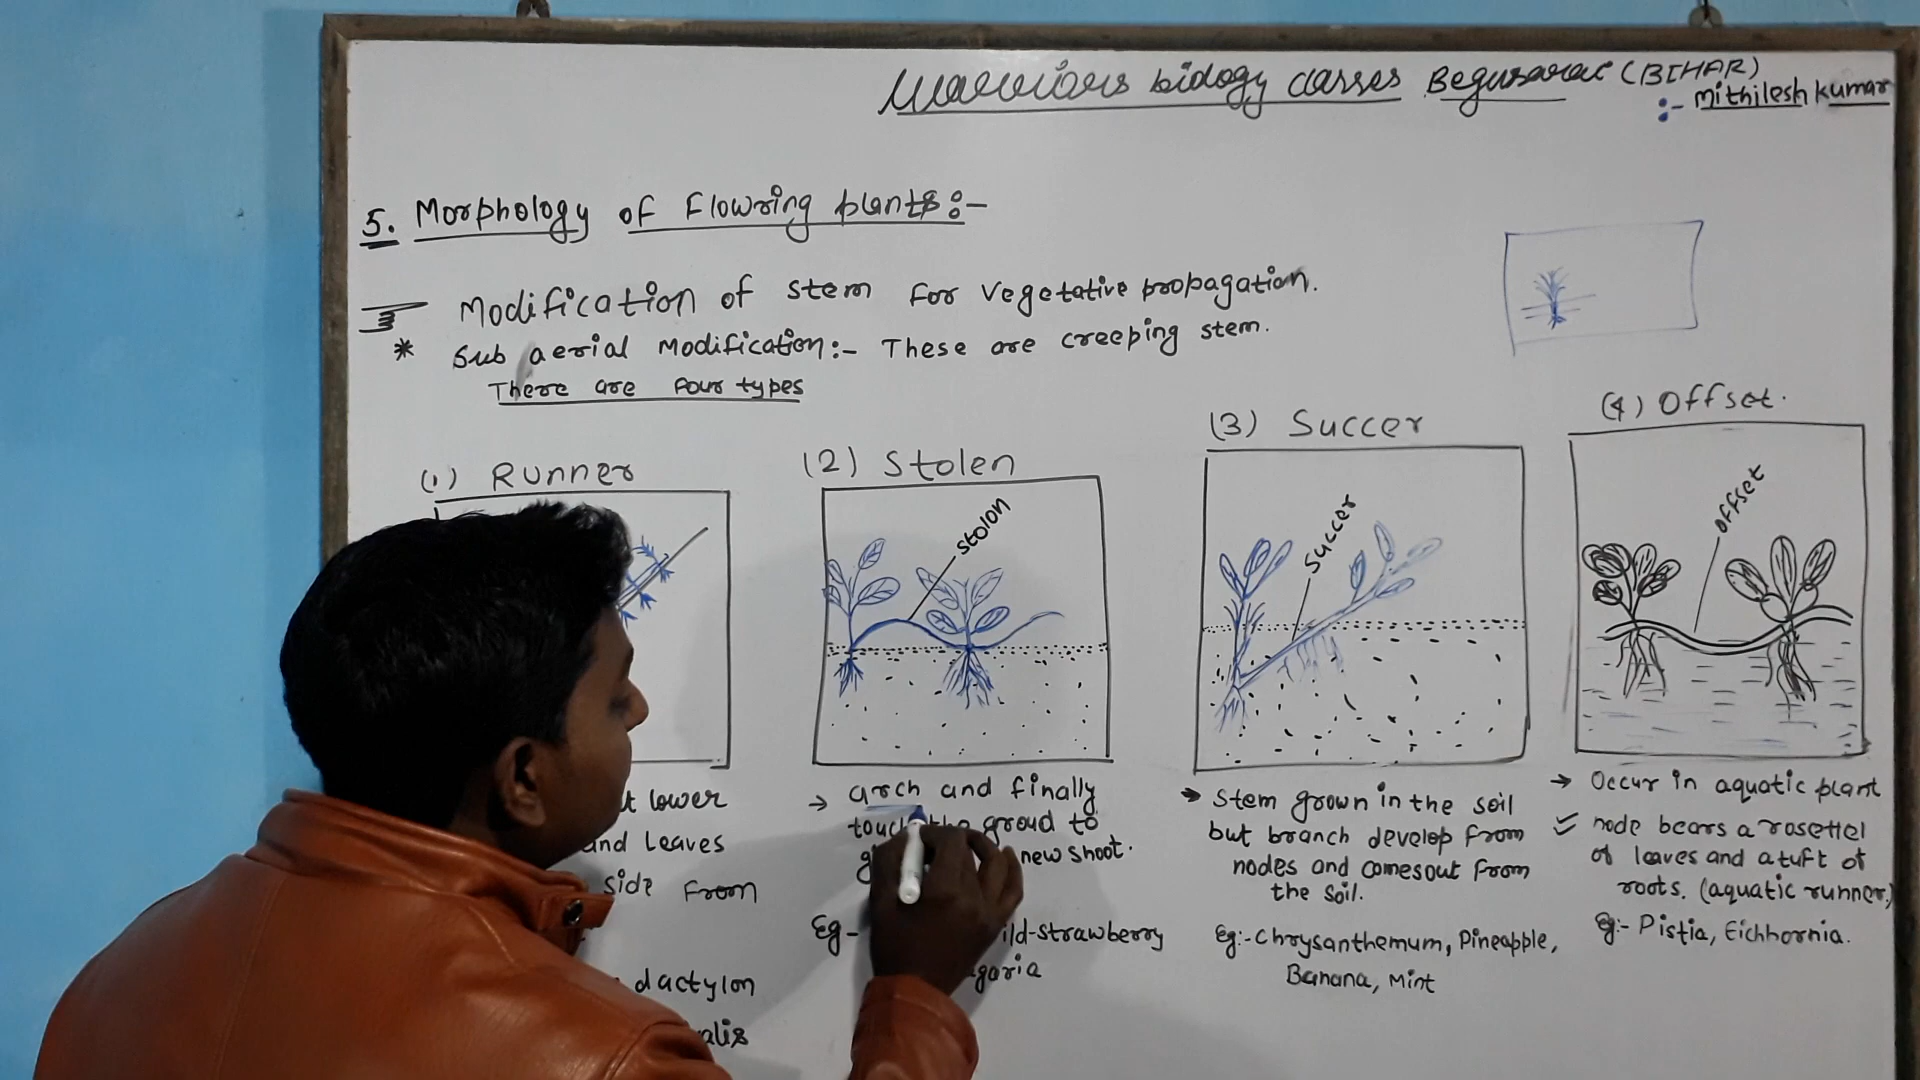 biology classes Begusarai (BIHAR)
:- Mithilesh kumar
5. Morphology of Flowring plants:-
Modification of stem for vegetative propagation.
* Sub aerial Modification:- These are creeping stem.
There are four types
(1) Runner
(2) Stolen
stolon
(3) Succer
Succer
(4) Offset.
offset
lower
and leaves
side from
dactylon
→ arch and finally
the groud to
new shoot.
Eg- ild-strawberry
→ Stem grown in the soil
but branch develop from
nodes and comesout from
the soil.
Eg:- Chrysanthemum, Pineapple,
Banana, Mint
→ Occur in aquatic plant
node bears a rosettel
of leaves and a tuft of
roots. (aquatic runner.)
Eg:- Pistia, Eichhornia.